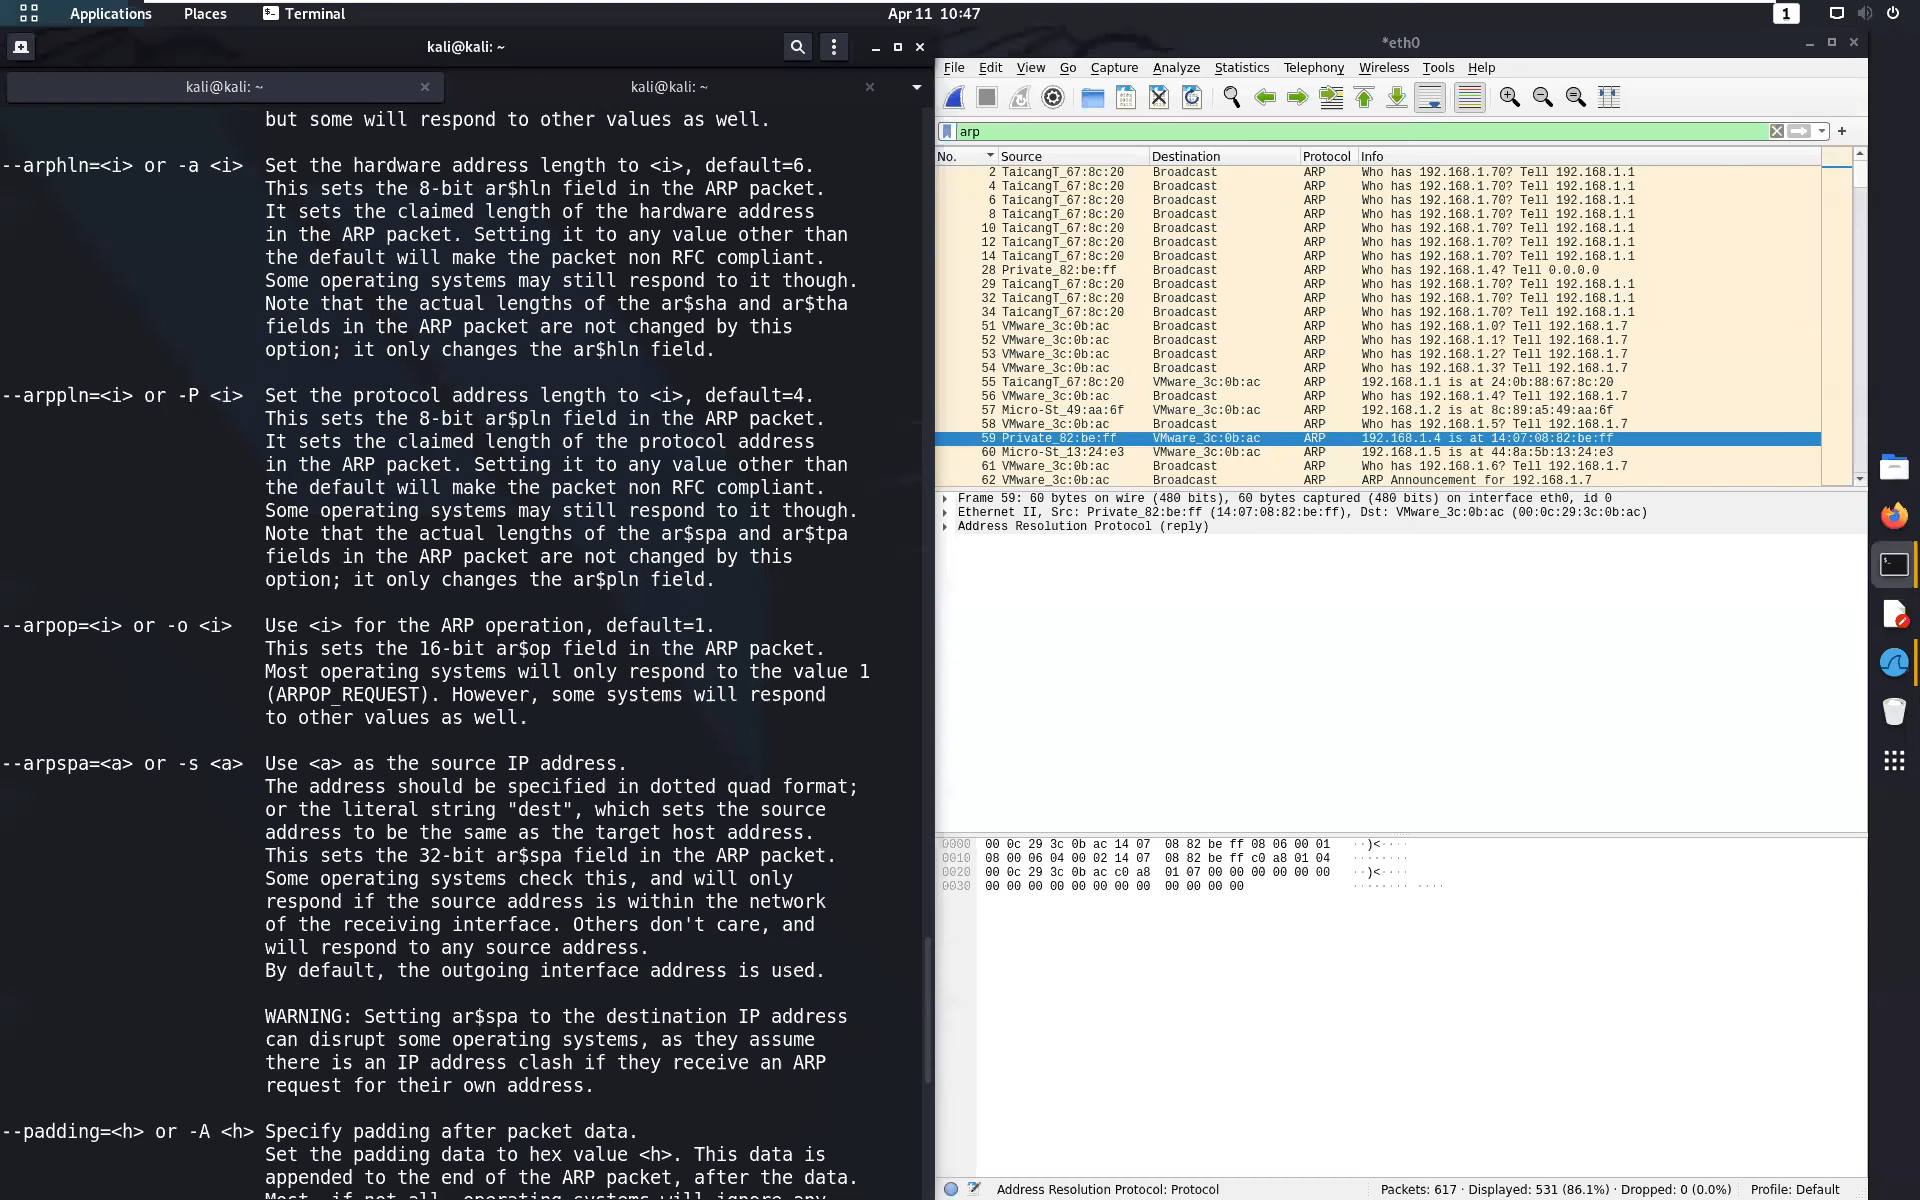 Applications Places Terminal Apr 11 10:47 1
kali@kali: ~
kali@kali: ~ kali@kali: ~
but some will respond to other values as well.
--arphln=<i> or -a <i> Set the hardware address length to <i>, default=6.
This sets the 8-bit ar$hln field in the ARP packet.
It sets the claimed length of the hardware address
in the ARP packet. Setting it to any value other than
the default will make the packet non RFC compliant.
Some operating systems may still respond to it though.
Note that the actual lengths of the ar$sha and ar$tha
fields in the ARP packet are not changed by this
option; it only changes the ar$hln field.
--arppln=<i> or -P <i> Set the protocol address length to <i>, default=4.
This sets the 8-bit ar$pln field in the ARP packet.
It sets the claimed length of the protocol address
in the ARP packet. Setting it to any value other than
the default will make the packet non RFC compliant.
Some operating systems may still respond to it though.
Note that the actual lengths of the ar$spa and ar$tpa
fields in the ARP packet are not changed by this
option; it only changes the ar$pln field.
--arpop=<i> or -o <i> Use <i> for the ARP operation, default=1.
This sets the 16-bit ar$op field in the ARP packet.
Most operating systems will only respond to the value 1
(ARPOP_REQUEST). However, some systems will respond
to other values as well.
--arpspa=<a> or -s <a> Use <a> as the source IP address.
The address should be specified in dotted quad format;
or the literal string "dest", which sets the source
address to be the same as the target host address.
This sets the 32-bit ar$spa field in the ARP packet.
Some operating systems check this, and will only
respond if the source address is within the network
of the receiving interface. Others don't care, and
will respond to any source address.
By default, the outgoing interface address is used.
WARNING: Setting ar$spa to the destination IP address
can disrupt some operating systems, as they assume
there is an IP address clash if they receive an ARP
request for their own address.
--padding=<h> or -A <h> Specify padding after packet data.
Set the padding data to hex value <h>. This data is
appended to the end of the ARP packet, after the data.
Most, if not all, operating systems will ignore any
*eth0
File Edit View Go Capture Analyze Statistics Telephony Wireless Tools Help
arp
No. Source Destination Protocol Info
2 TaicangT_67:8c:20 Broadcast ARP Who has 192.168.1.70? Tell 192.168.1.1
4 TaicangT_67:8c:20 Broadcast ARP Who has 192.168.1.70? Tell 192.168.1.1
6 TaicangT_67:8c:20 Broadcast ARP Who has 192.168.1.70? Tell 192.168.1.1
8 TaicangT_67:8c:20 Broadcast ARP Who has 192.168.1.70? Tell 192.168.1.1
10 TaicangT_67:8c:20 Broadcast ARP Who has 192.168.1.70? Tell 192.168.1.1
12 TaicangT_67:8c:20 Broadcast ARP Who has 192.168.1.70? Tell 192.168.1.1
14 TaicangT_67:8c:20 Broadcast ARP Who has 192.168.1.70? Tell 192.168.1.1
28 Private_82:be:ff Broadcast ARP Who has 192.168.1.4? Tell 0.0.0.0
29 TaicangT_67:8c:20 Broadcast ARP Who has 192.168.1.70? Tell 192.168.1.1
32 TaicangT_67:8c:20 Broadcast ARP Who has 192.168.1.70? Tell 192.168.1.1
34 TaicangT_67:8c:20 Broadcast ARP Who has 192.168.1.70? Tell 192.168.1.1
51 VMware_3c:0b:ac Broadcast ARP Who has 192.168.1.0? Tell 192.168.1.7
52 VMware_3c:0b:ac Broadcast ARP Who has 192.168.1.1? Tell 192.168.1.7
53 VMware_3c:0b:ac Broadcast ARP Who has 192.168.1.2? Tell 192.168.1.7
54 VMware_3c:0b:ac Broadcast ARP Who has 192.168.1.3? Tell 192.168.1.7
55 TaicangT_67:8c:20 VMware_3c:0b:ac ARP 192.168.1.1 is at 24:0b:88:67:8c:20
56 VMware_3c:0b:ac Broadcast ARP Who has 192.168.1.4? Tell 192.168.1.7
57 Micro-St_49:aa:6f VMware_3c:0b:ac ARP 192.168.1.2 is at 8c:89:a5:49:aa:6f
58 VMware_3c:0b:ac Broadcast ARP Who has 192.168.1.5? Tell 192.168.1.7
59 Private_82:be:ff VMware_3c:0b:ac ARP 192.168.1.4 is at 14:07:08:82:be:ff
60 Micro-St_13:24:e3 VMware_3c:0b:ac ARP 192.168.1.5 is at 44:8a:5b:13:24:e3
61 VMware_3c:0b:ac Broadcast ARP Who has 192.168.1.6? Tell 192.168.1.7
62 VMware_3c:0b:ac Broadcast ARP ARP Announcement for 192.168.1.7
Frame 59: 60 bytes on wire (480 bits), 60 bytes captured (480 bits) on interface eth0, id 0
Ethernet II, Src: Private_82:be:ff (14:07:08:82:be:ff), Dst: VMware_3c:0b:ac (00:0c:29:3c:0b:ac)
Address Resolution Protocol (reply)
0000 00 0c 29 3c 0b ac 14 07 08 82 be ff 08 06 00 01 ··)<····
0010 08 00 06 04 00 02 14 07 08 82 be ff c0 a8 01 04 ········
0020 00 0c 29 3c 0b ac c0 a8 01 07 00 00 00 00 00 00 ··)<····
0030 00 00 00 00 00 00 00 00 00 00 00 00 ········ ····
Address Resolution Protocol: Protocol Packets: 617 · Displayed: 531 (86.1%) · Dropped: 0 (0.0%) Profile: Default